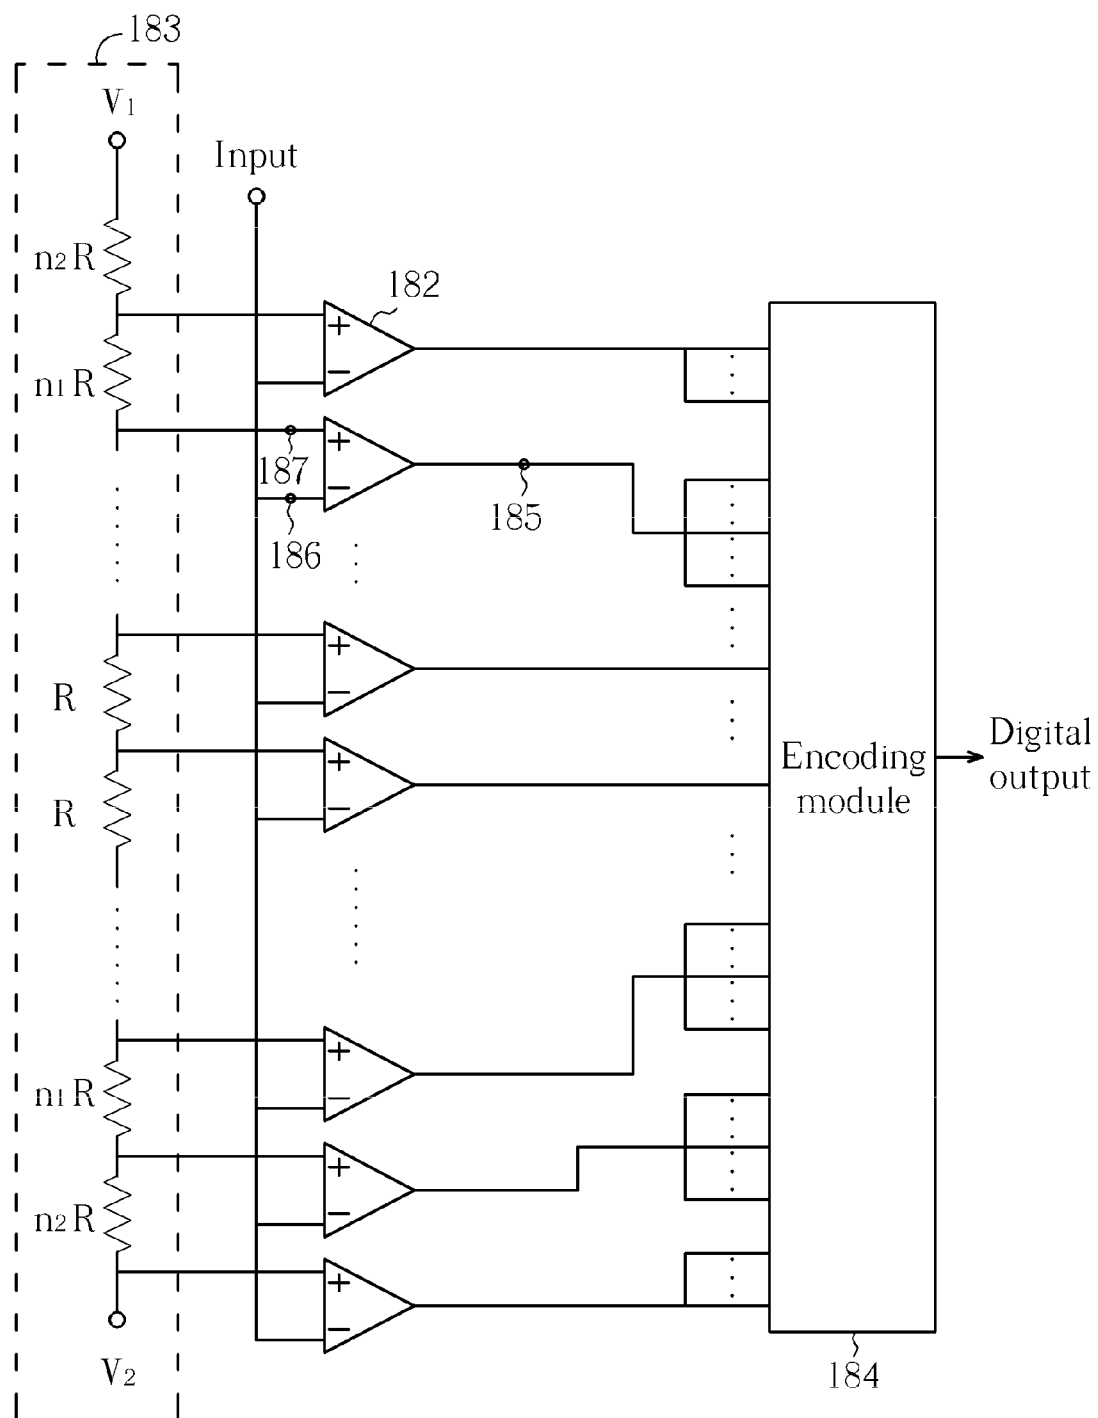 183
V1
Input
n2R
182
+
−
n1R
+
−
187
186
185
+
−
R
+
−
R
Encoding
module
Digital
output
+
−
n1R
+
−
n2R
+
−
V2
184